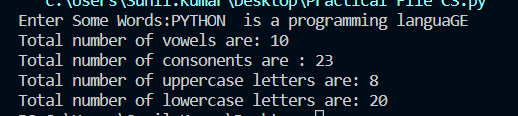 C:\Users\Sunil.Kumar\Desktop\Practical File CS.py
Enter Some Words:PYTHON  is a programming languaGE
Total number of vowels are: 10
Total number of consonents are : 23
Total number of uppercase letters are: 8
Total number of lowercase letters are: 20